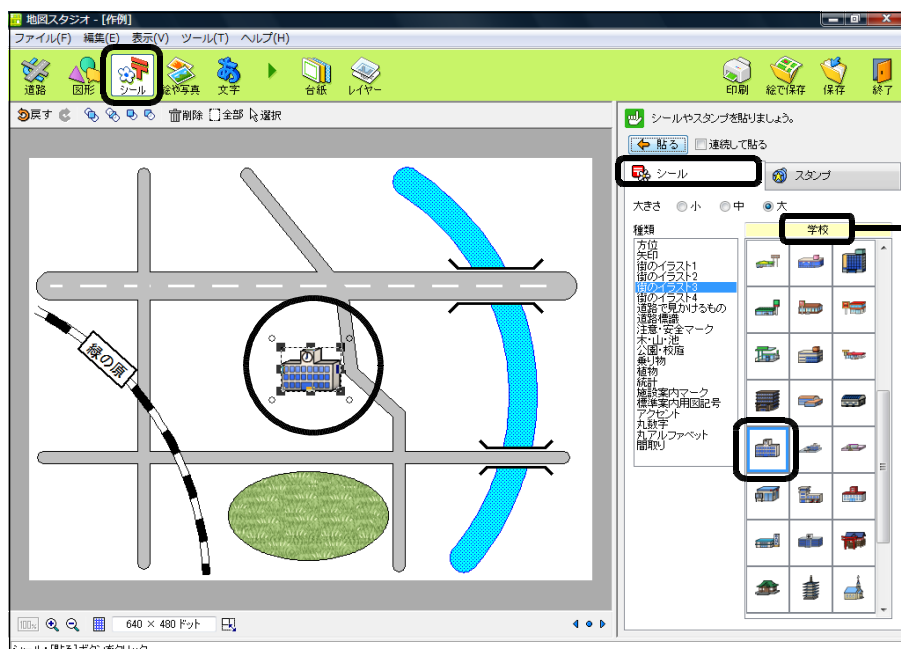 地図スタジオ - [作例]
ファイル(F) 編集(E) 表示(V) ツール(T) ヘルプ(H)
道路 図形 シール 絵や写真 文字 台紙 レイヤー 印刷 絵で保存 保存 終了
戻す 削除 全部 選択
シールやスタンプを貼りましょう。
貼る 連続して貼る
シール スタンプ
大きさ 小 中 大
種類 学校
方位
矢印
街のイラスト1
街のイラスト2
街のイラスト3
街のイラスト4
道路で見かけるもの
道路標識
注意・安全マーク
木・山・池
公園・校庭
乗り物
植物
統計
施設案内マーク
標準案内用図記号
アクセント
丸数字
丸アルファベット
間取り
緑の原
100% 640 × 480 ドット